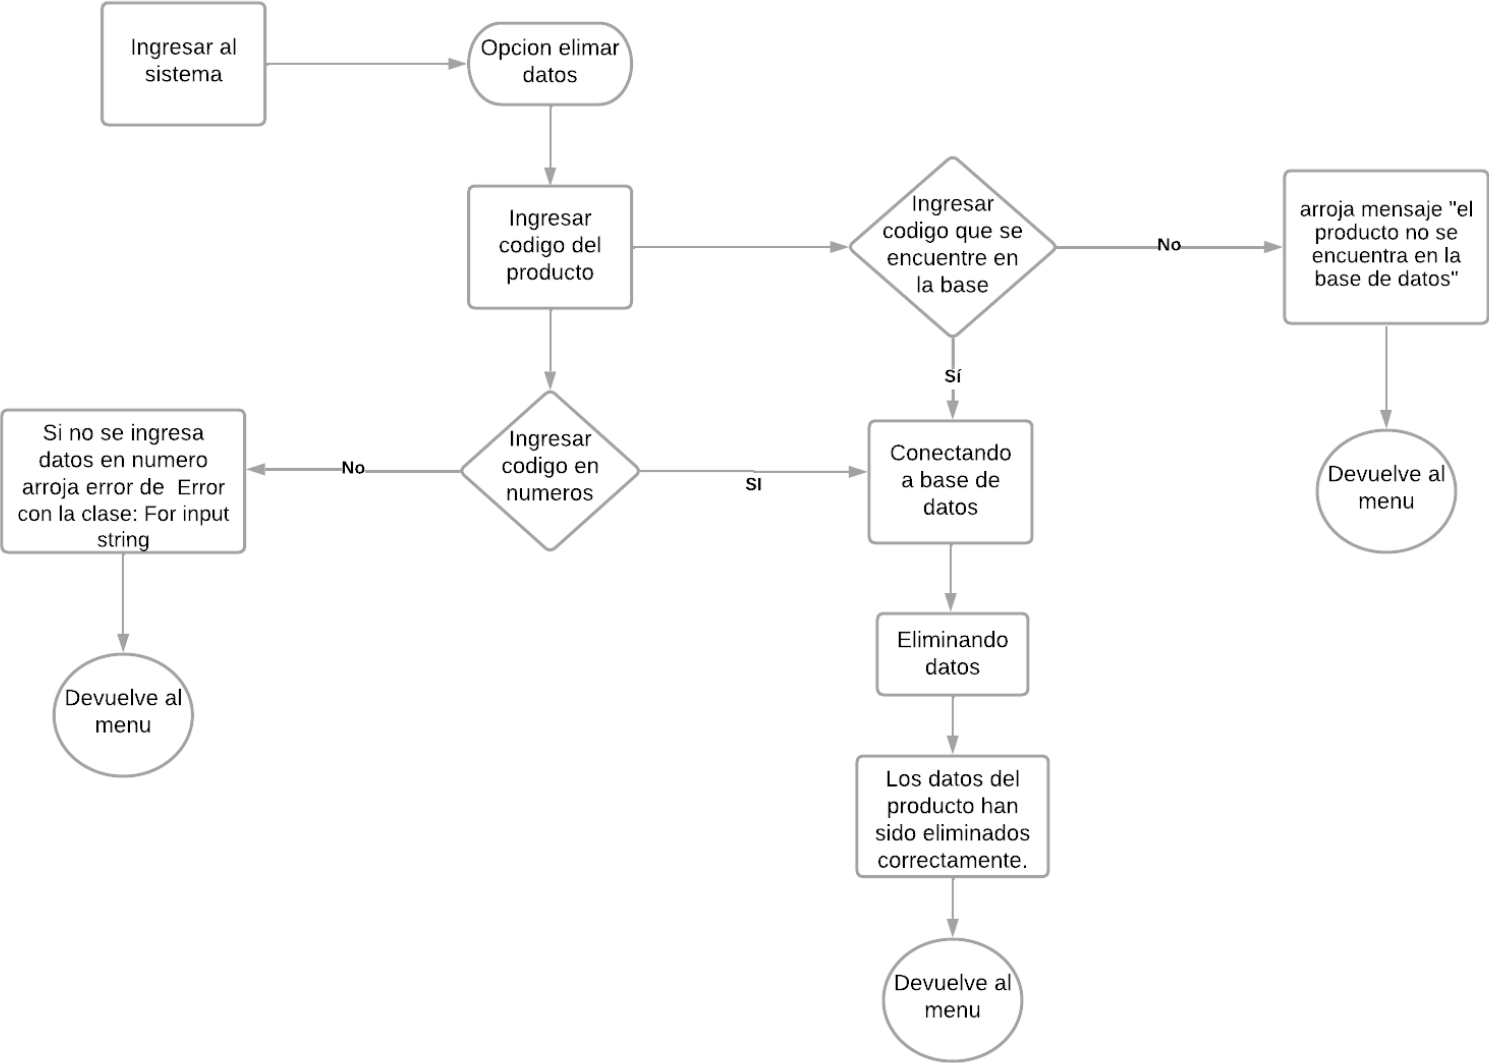 Ingresar al
sistema
Opcion elimar
datos
Ingresar
codigo del
producto
Ingresar
codigo que se
encuentre en
la base
No
arroja mensaje "el
producto no se
encuentra en la
base de datos"
Sí
Si no se ingresa
datos en numero
arroja error de  Error
con la clase: For input
string
No
Ingresar
codigo en
numeros
SI
Conectando
a base de
datos
Devuelve al
menu
Eliminando
datos
Devuelve al
menu
Los datos del
producto han
sido eliminados
correctamente.
Devuelve al
menu